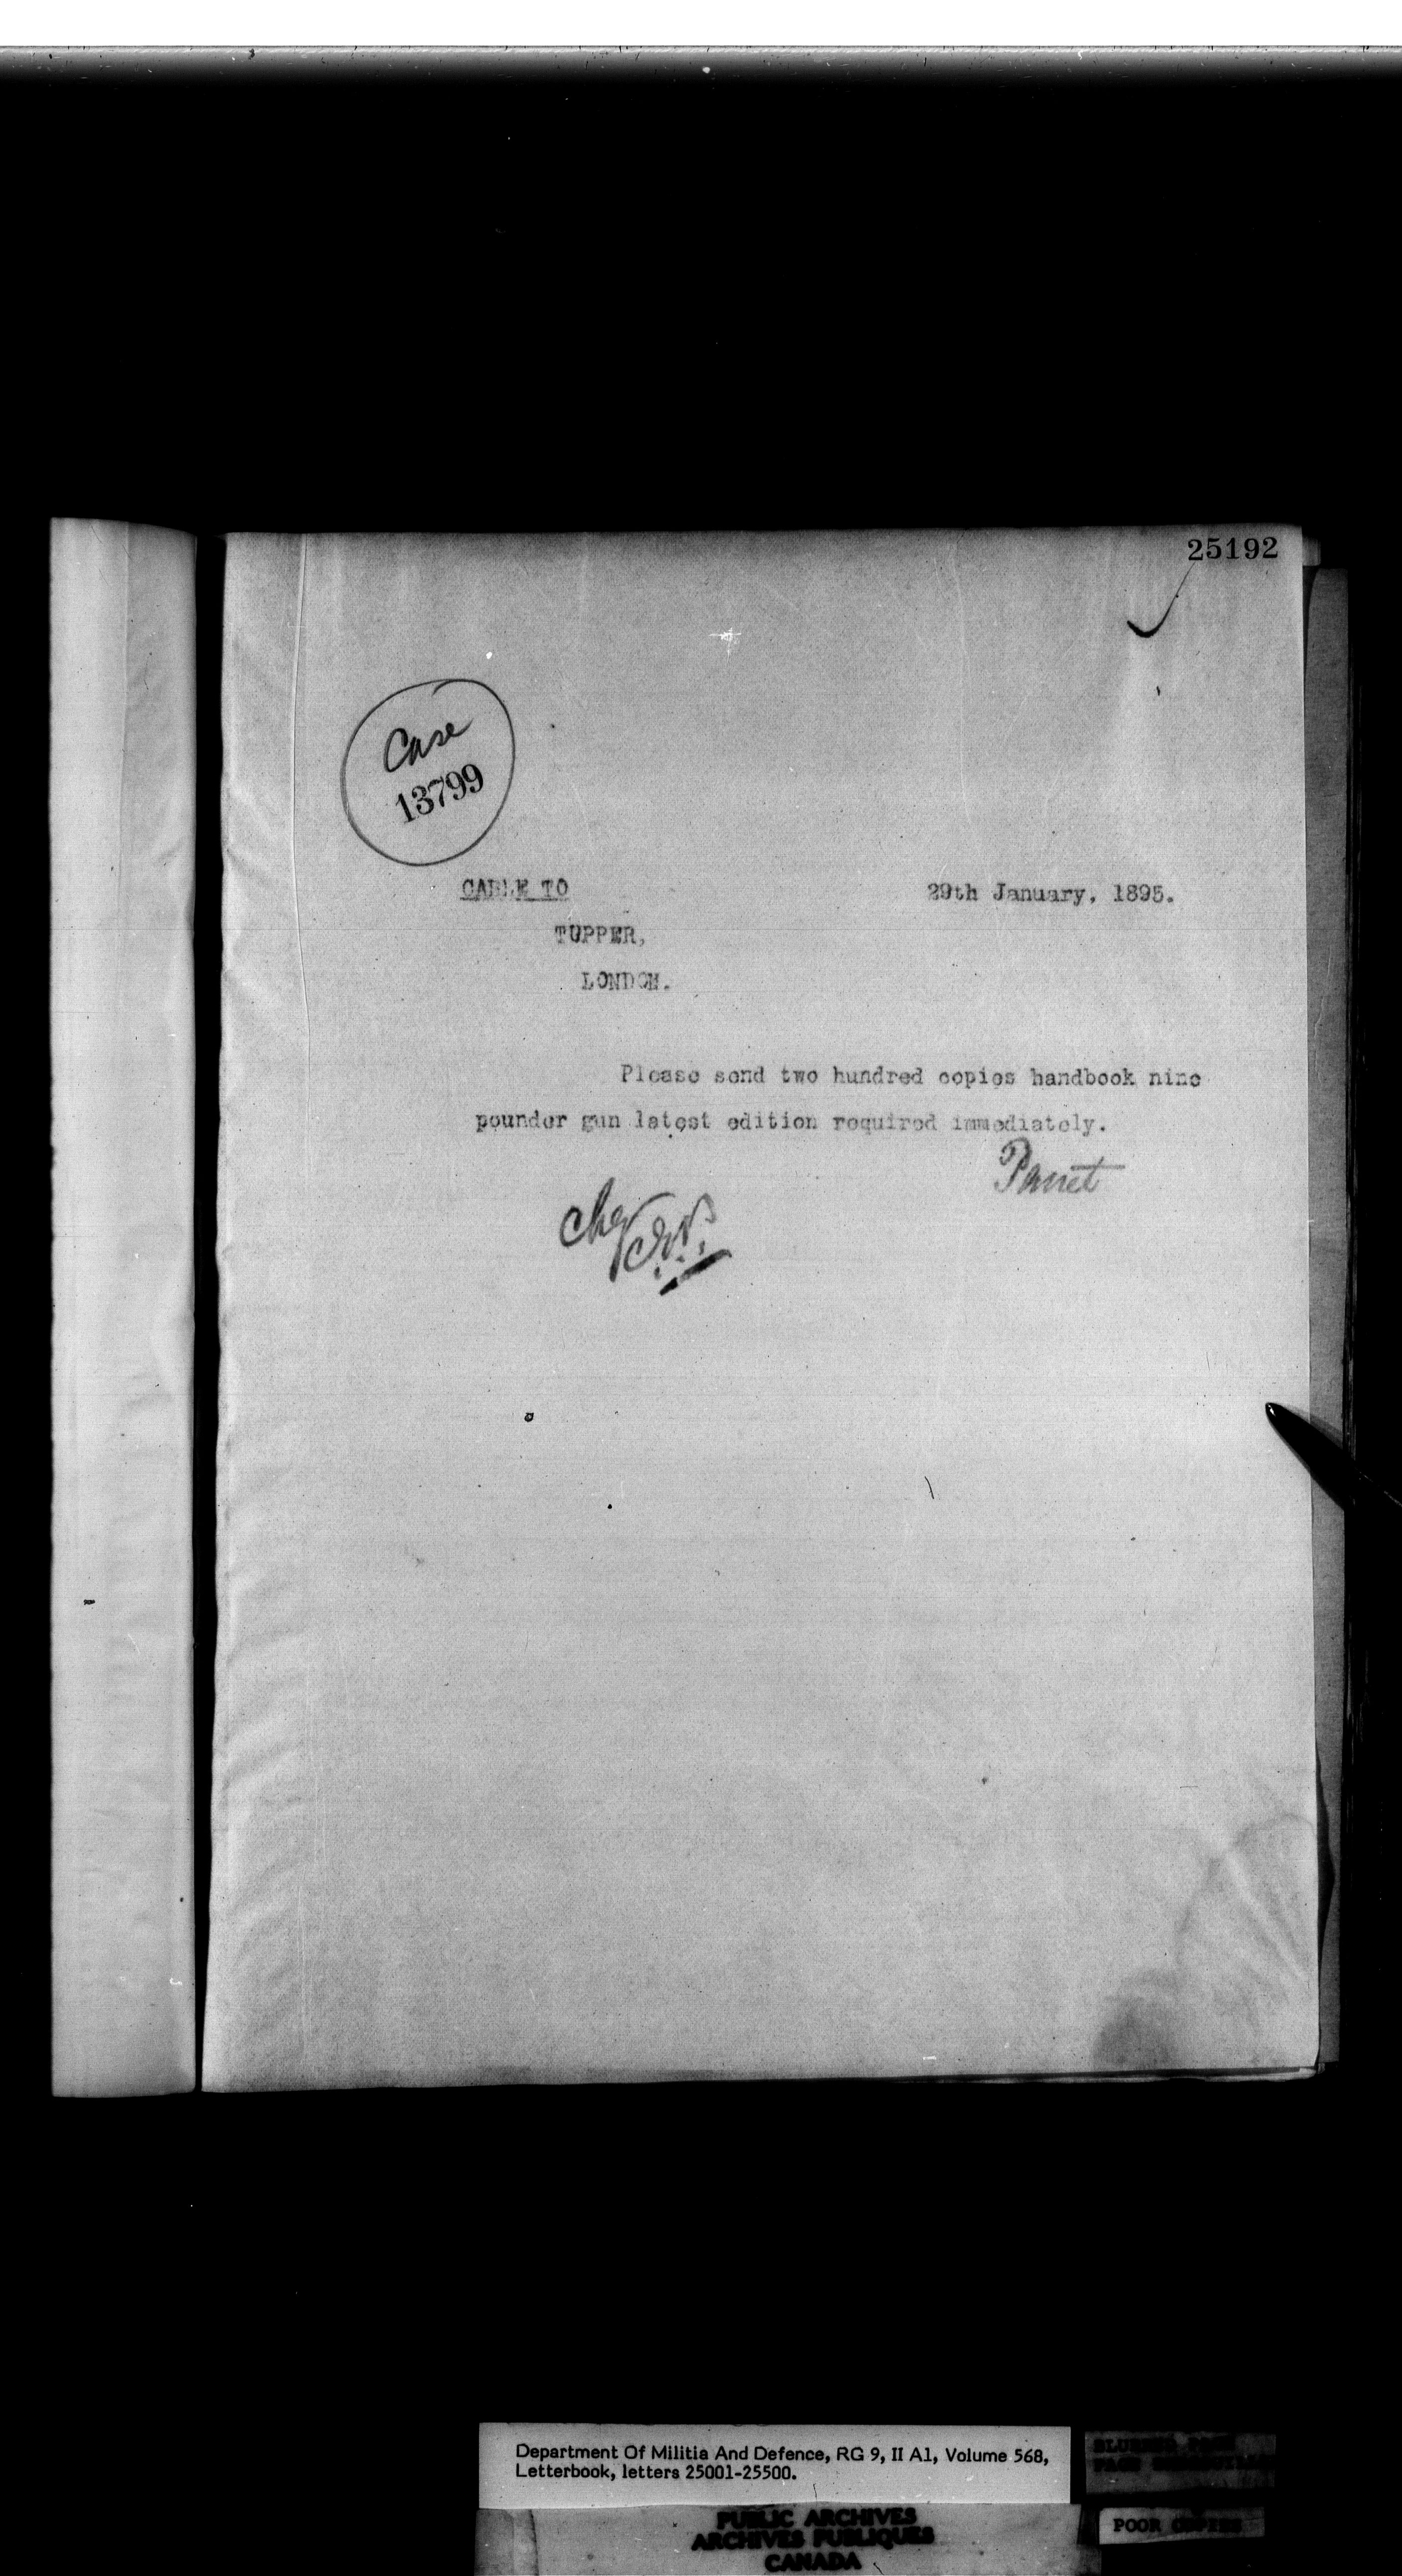 25192
Case
13799
CABLE TO
29th January, 1895.
TUPPER,
LONDON.
Please send two hundred copies handbook nine
pounder gun latest edition required immediately.
Panet
Department Of Militia And Defence, RG 9, II A1, Volume 568,
Letterbook, letters 25001-25500.
PUBLIC ARCHIVES
ARCHIVES PUBLIQUES
CANADA
POOR